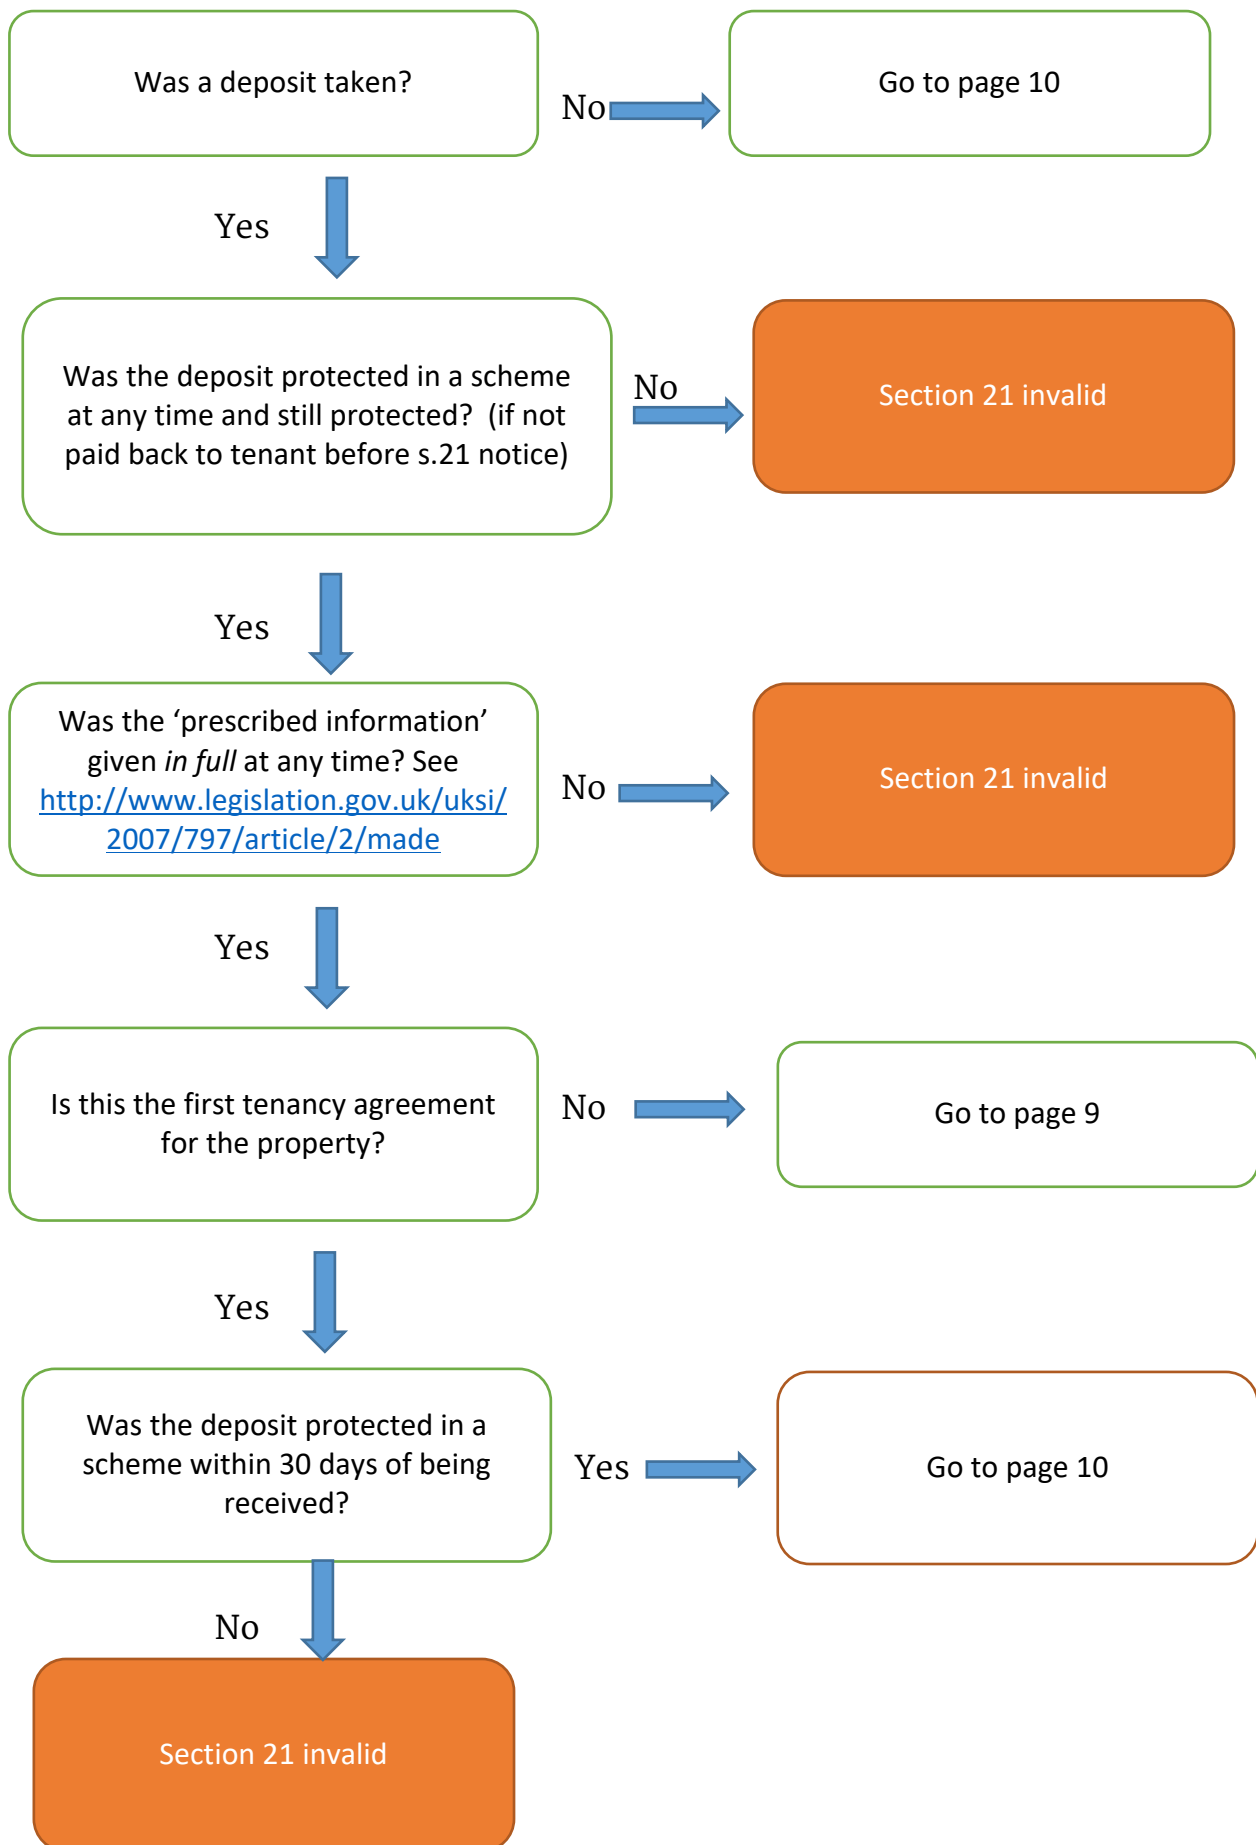 Was a deposit taken?
No
Go to page 10
Yes
Was the deposit protected in a scheme
at any time and still protected?  (if not
paid back to tenant before s.21 notice)
No
Section 21 invalid
Yes
Was the ‘prescribed information’
given in full at any time? See
http://www.legislation.gov.uk/uksi/
2007/797/article/2/made
No
Section 21 invalid
Yes
Is this the first tenancy agreement
for the property?
No
Go to page 9
Yes
Was the deposit protected in a
scheme within 30 days of being
received?
Yes
Go to page 10
No
Section 21 invalid